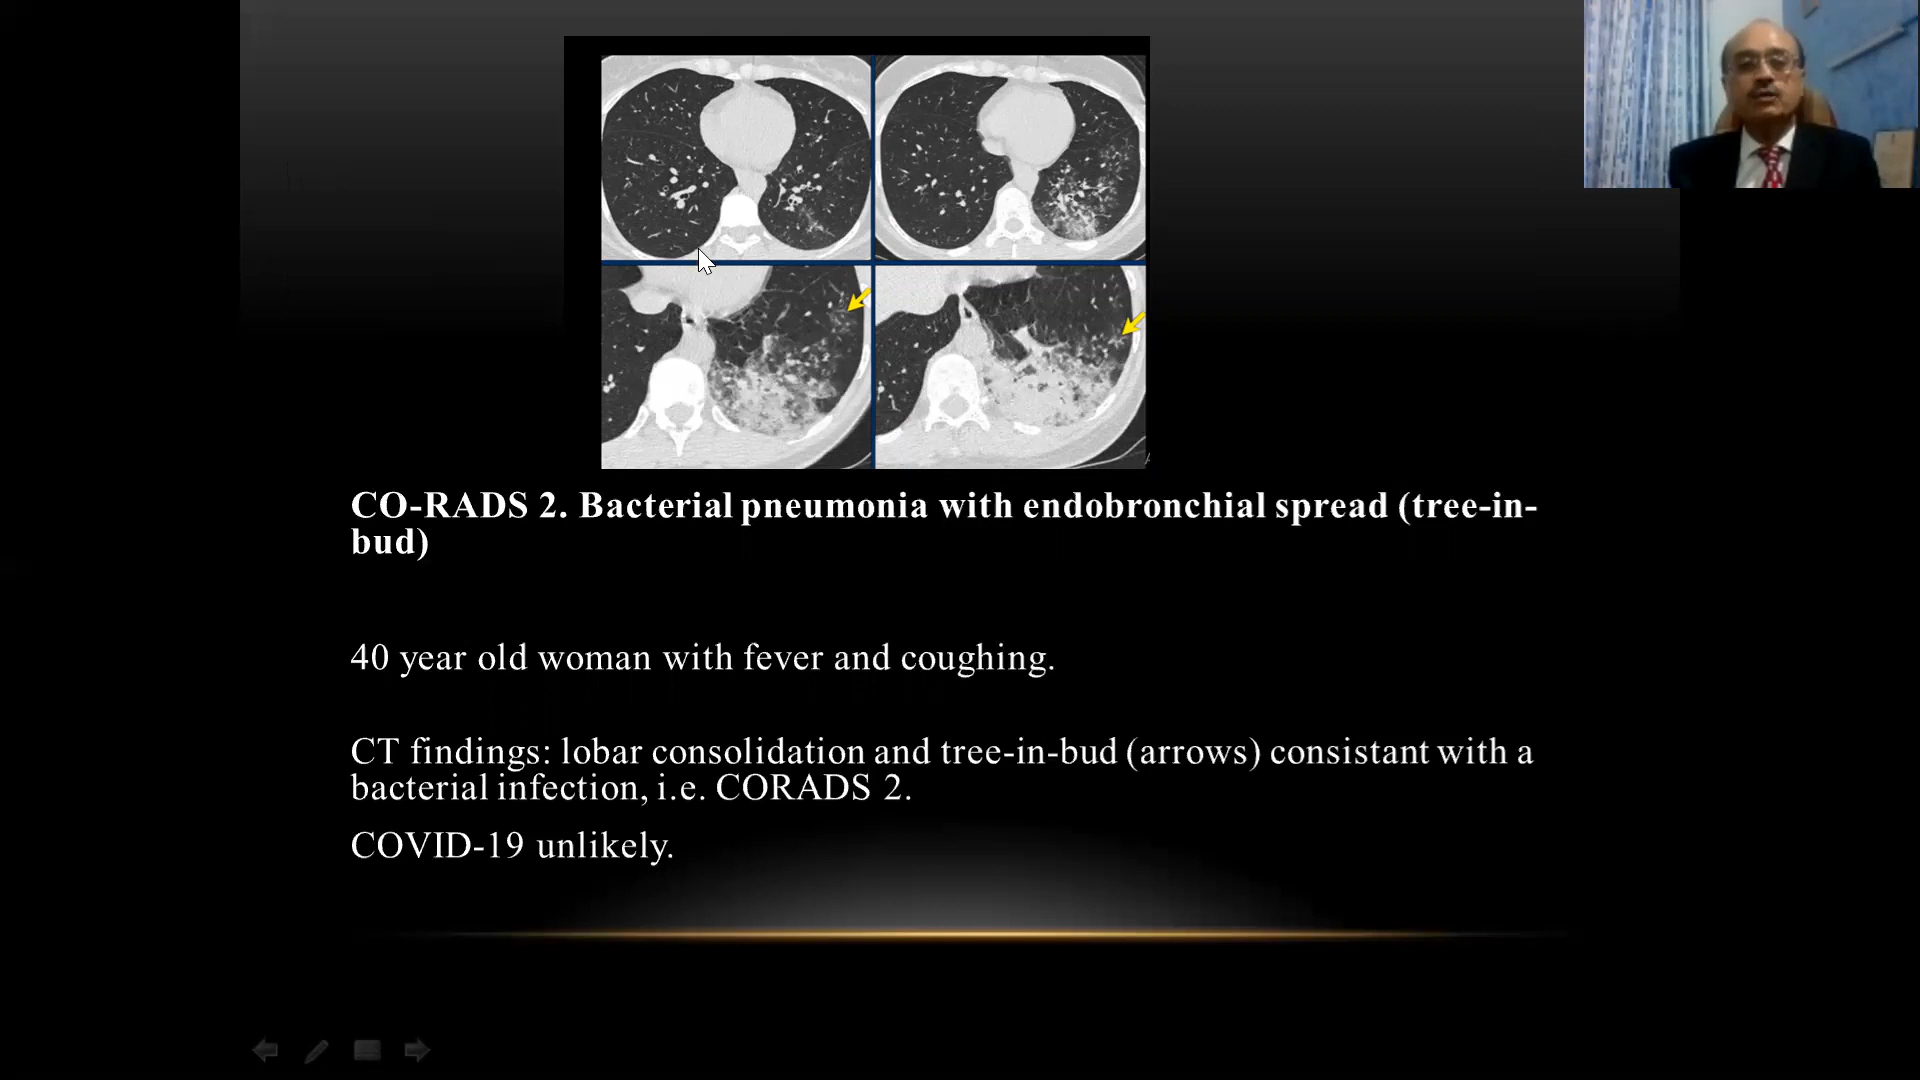 CO-RADS 2. Bacterial pneumonia with endobronchial spread (tree-in-
bud)
40 year old woman with fever and coughing.
CT findings: lobar consolidation and tree-in-bud (arrows) consistant with a
bacterial infection, i.e. CORADS 2.
COVID-19 unlikely.